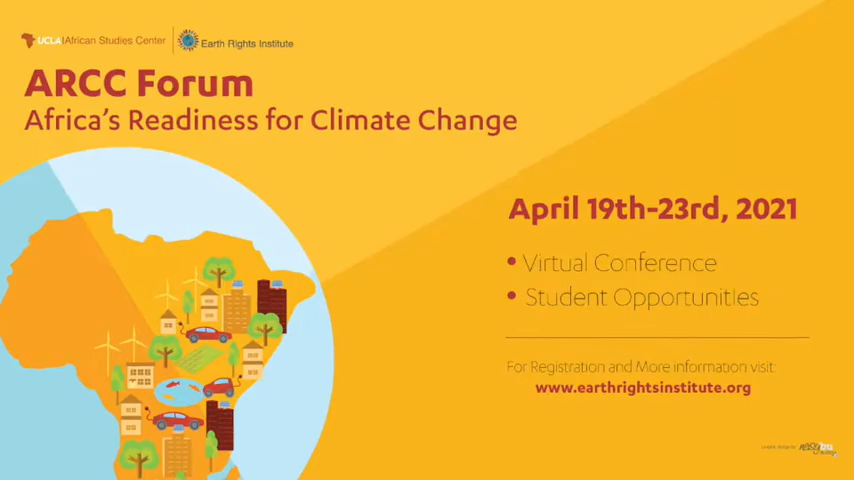 UCLA|African Studies Center
Earth Rights Institute
ARCC Forum
Africa's Readiness for Climate Change
April 19th-23rd, 2021
• Virtual Conference
• Student Opportunities
For Registration and More information visit:
www.earthrightsinstitute.org